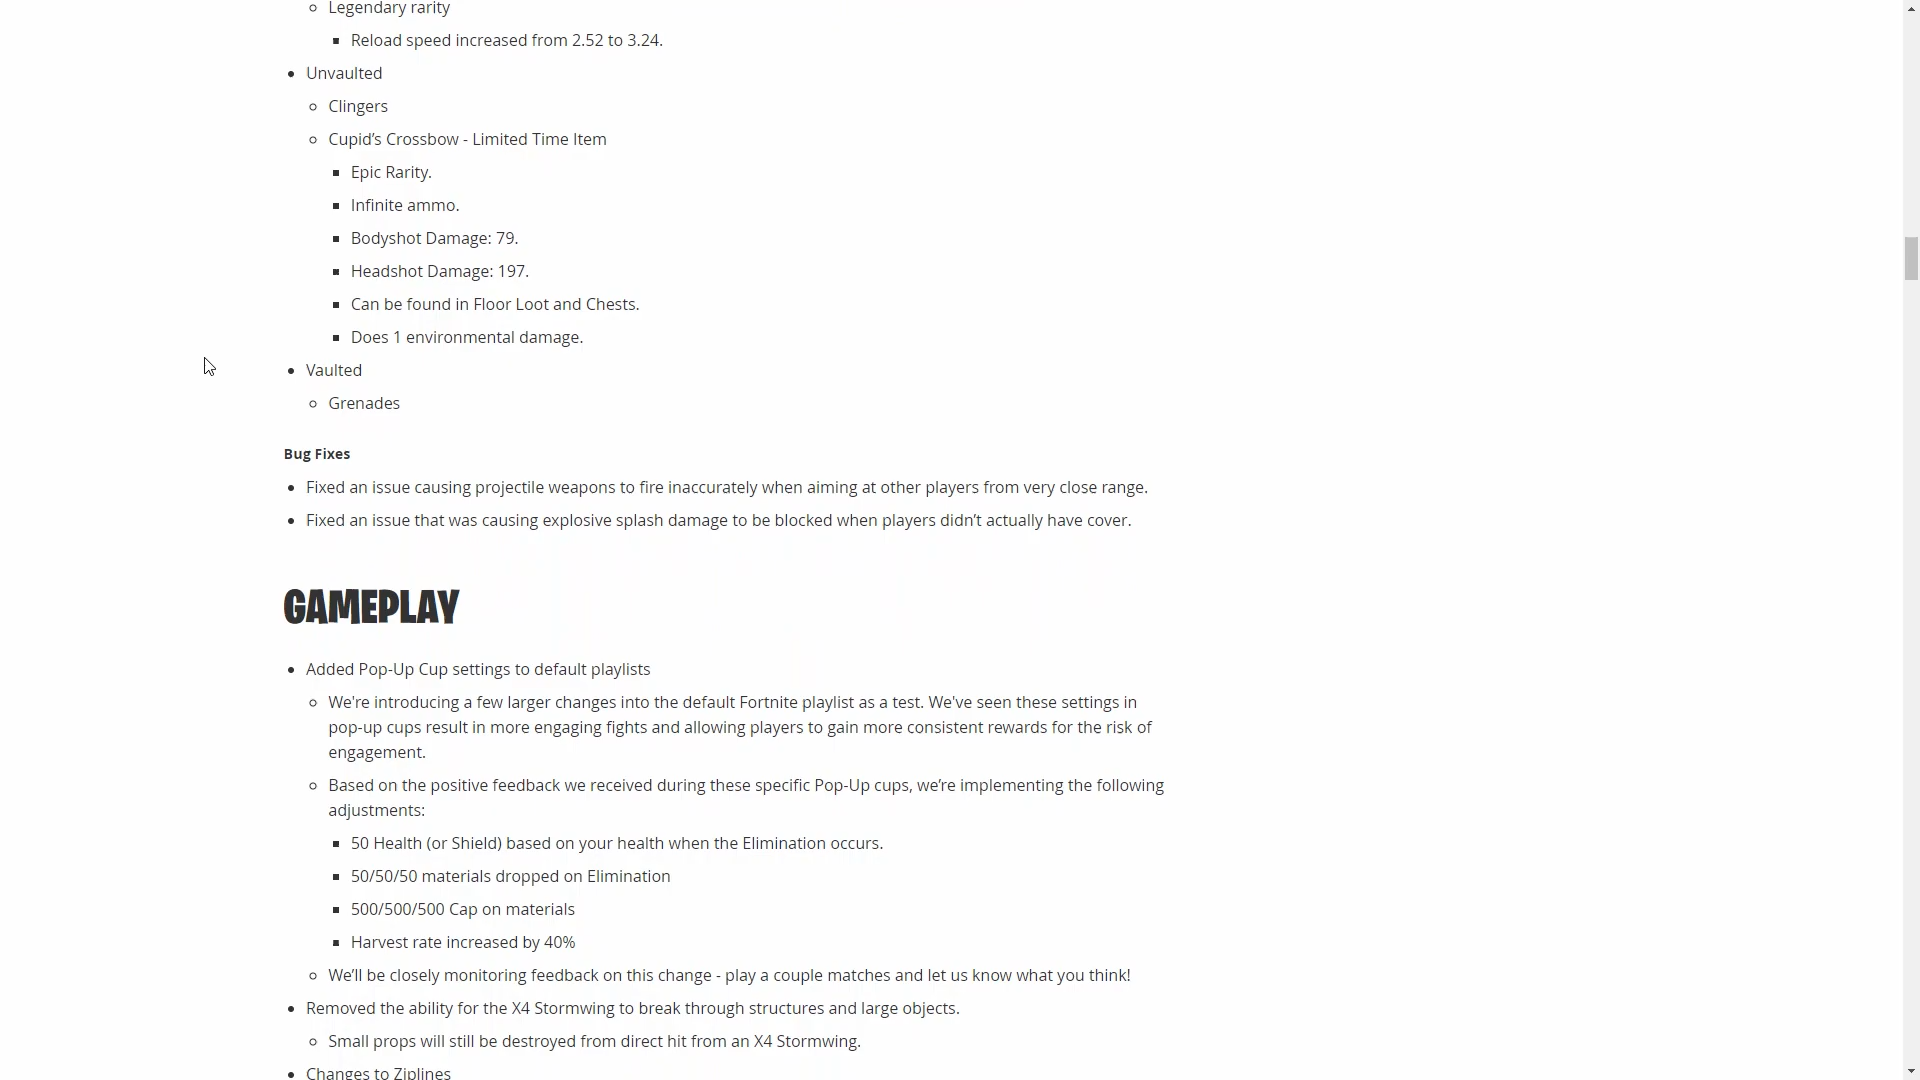 Legendary rarity
Reload speed increased from 2.52 to 3.24.
Unvaulted
Clingers
Cupid’s Crossbow - Limited Time Item
Epic Rarity.
Infinite ammo.
Bodyshot Damage: 79.
Headshot Damage: 197.
Can be found in Floor Loot and Chests.
Does 1 environmental damage.
Vaulted
Grenades
Bug Fixes
Fixed an issue causing projectile weapons to fire inaccurately when aiming at other players from very close range.
Fixed an issue that was causing explosive splash damage to be blocked when players didn’t actually have cover.
GAMEPLAY
Added Pop-Up Cup settings to default playlists
We're introducing a few larger changes into the default Fortnite playlist as a test. We've seen these settings in
pop-up cups result in more engaging fights and allowing players to gain more consistent rewards for the risk of
engagement.
Based on the positive feedback we received during these specific Pop-Up cups, we’re implementing the following
adjustments:
50 Health (or Shield) based on your health when the Elimination occurs.
50/50/50 materials dropped on Elimination
500/500/500 Cap on materials
Harvest rate increased by 40%
We’ll be closely monitoring feedback on this change - play a couple matches and let us know what you think!
Removed the ability for the X4 Stormwing to break through structures and large objects.
Small props will still be destroyed from direct hit from an X4 Stormwing.
Changes to Ziplines